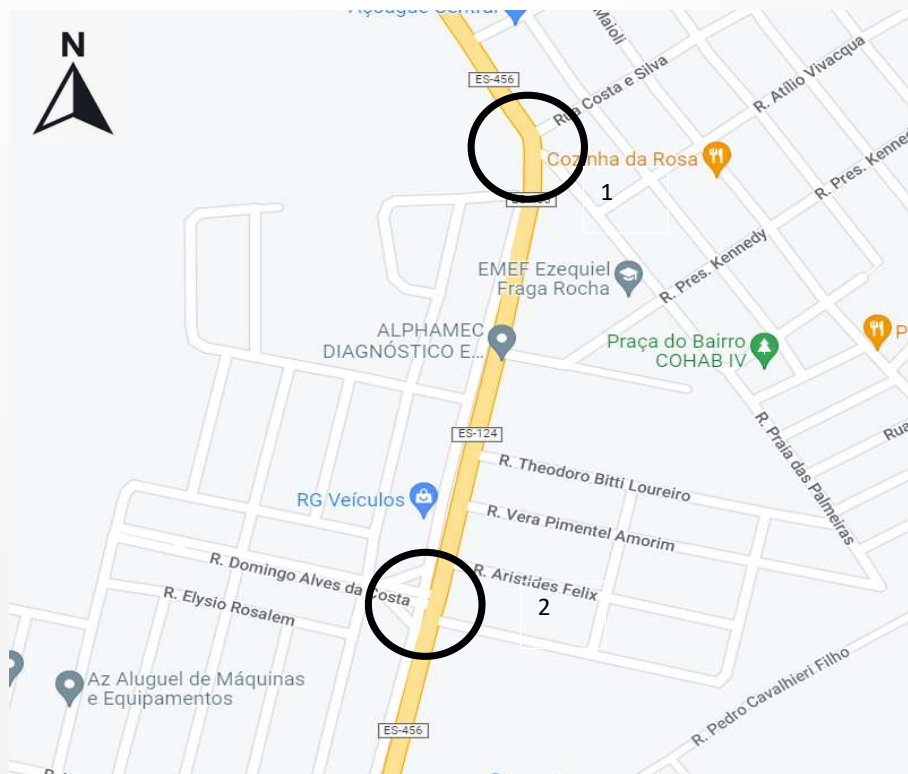 Açougue Central
N
Maioli
ES-456
Rua Costa e Silva
R. Atílio Vivacqua
Cozinha da Rosa
1
R. Pres. Kennedy
R. Pres. Kennedy
EMEF Ezequiel
Fraga Rocha
ALPHAMEC
DIAGNÓSTICO E...
Praça do Bairro
COHAB IV
P
ES-124
Rua
R. Praia das Palmeiras
R. Theodoro Bitti Loureiro
RG Veículos
R. Vera Pimentel Amorim
R. Domingo Alves da Costa
R. Aristides Felix
R. Elysio Rosalem
2
Az Aluguel de Máquinas
e Equipamentos
R. Pedro Cavalhieri Filho
ES-456